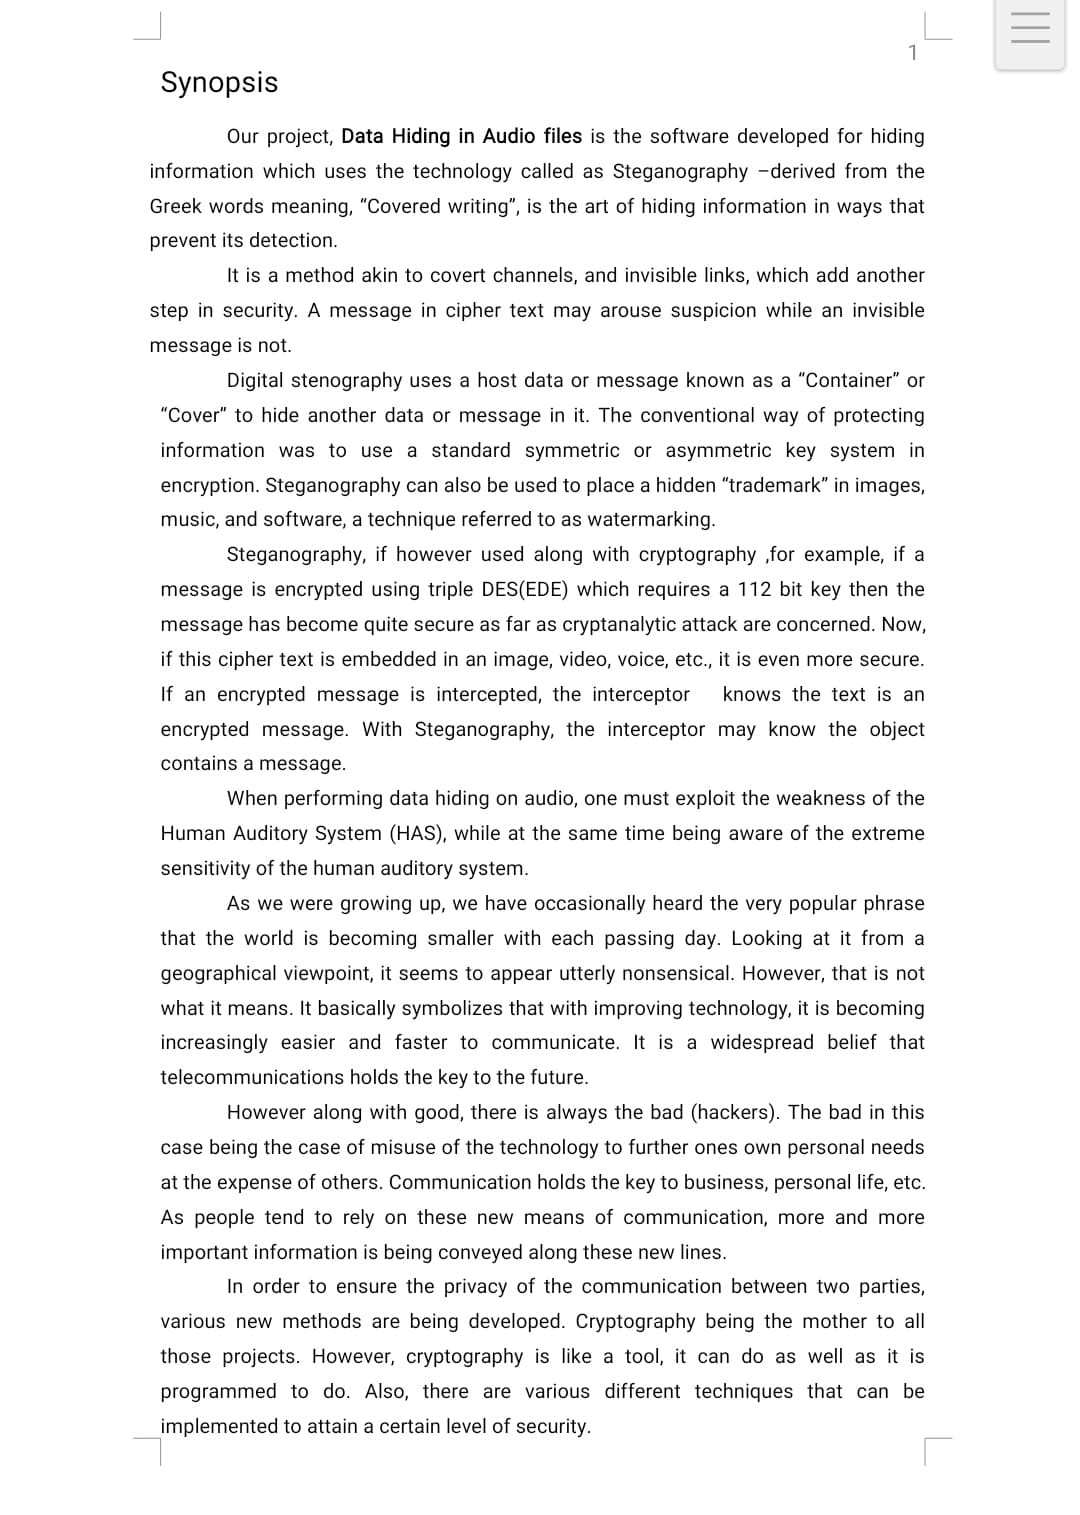 1
Synopsis
Our project, Data Hiding in Audio files is the software developed for hiding
information which uses the technology called as Steganography –derived from the
Greek words meaning, “Covered writing”, is the art of hiding information in ways that
prevent its detection.
It is a method akin to covert channels, and invisible links, which add another
step in security. A message in cipher text may arouse suspicion while an invisible
message is not.
Digital stenography uses a host data or message known as a “Container” or
“Cover” to hide another data or message in it. The conventional way of protecting
information was to use a standard symmetric or asymmetric key system in
encryption. Steganography can also be used to place a hidden “trademark” in images,
music, and software, a technique referred to as watermarking.
Steganography, if however used along with cryptography ,for example, if a
message is encrypted using triple DES(EDE) which requires a 112 bit key then the
message has become quite secure as far as cryptanalytic attack are concerned. Now,
if this cipher text is embedded in an image, video, voice, etc., it is even more secure.
If an encrypted message is intercepted, the interceptor knows the text is an
encrypted message. With Steganography, the interceptor may know the object
contains a message.
When performing data hiding on audio, one must exploit the weakness of the
Human Auditory System (HAS), while at the same time being aware of the extreme
sensitivity of the human auditory system.
As we were growing up, we have occasionally heard the very popular phrase
that the world is becoming smaller with each passing day. Looking at it from a
geographical viewpoint, it seems to appear utterly nonsensical. However, that is not
what it means. It basically symbolizes that with improving technology, it is becoming
increasingly easier and faster to communicate. It is a widespread belief that
telecommunications holds the key to the future.
However along with good, there is always the bad (hackers). The bad in this
case being the case of misuse of the technology to further ones own personal needs
at the expense of others. Communication holds the key to business, personal life, etc.
As people tend to rely on these new means of communication, more and more
important information is being conveyed along these new lines.
In order to ensure the privacy of the communication between two parties,
various new methods are being developed. Cryptography being the mother to all
those projects. However, cryptography is like a tool, it can do as well as it is
programmed to do. Also, there are various different techniques that can be
implemented to attain a certain level of security.